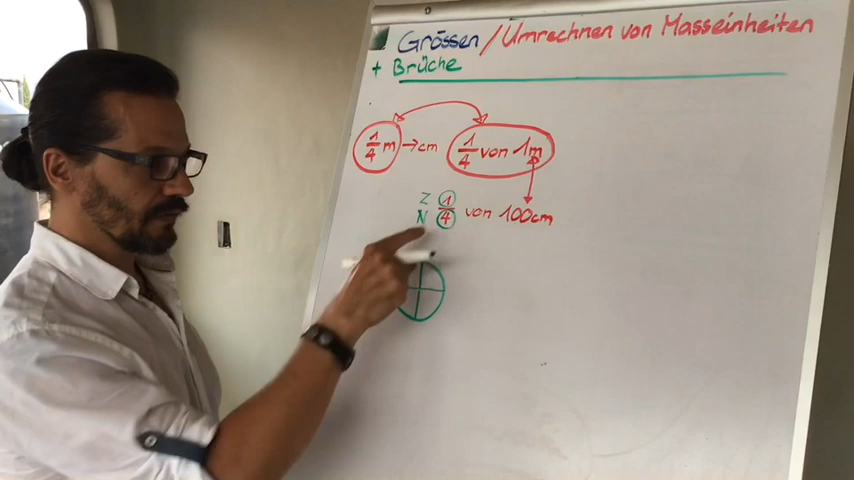 Grössen / Umrechnen von Masseinheiten
+ Brüche
1/4 m → cm 1/4 von 1m
Z 1
N 4 von 100cm